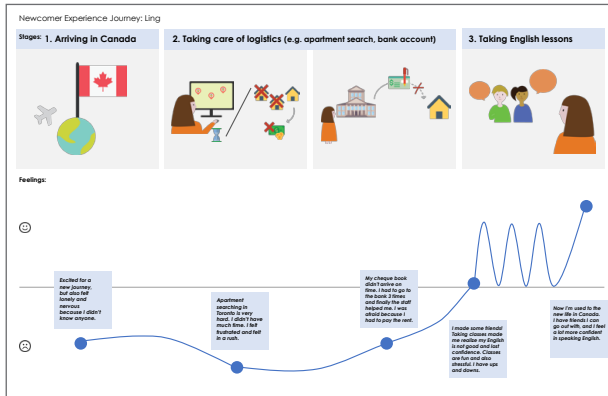 Newcomer Experience Journey: Ling
Stages: 1. Arriving in Canada
2. Taking care of logistics (e.g. apartment search, bank account)
3. Taking English lessons
Feelings:
Excited for a
new journey,
but also felt
lonely and
nervous
because I didn't
know anyone.
Apartment
searching in
Toronto is very
hard. I didn't have
much time. I felt
frustrated and felt
in a rush.
My cheque book
didn't arrive on
time. I had to go to
the bank 3 times
and finally the staff
helped me. I was
afraid because I
had to pay the rent.
I made some friends!
Taking classes made
me realise my English
is not good and lost
confidence. Classes
are fun and also
stressful. I have ups
and downs.
Now I'm used to the
new life in Canada.
I have friends I can
go out with, and I feel
a lot more confident
in speaking English.